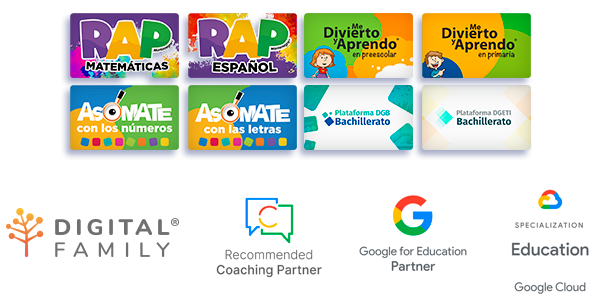 RAP
MATEMÁTICAS
RAP
ESPAÑOL
Me
Divierto
y Aprendo
en preescolar
Me
Divierto
y Aprendo
en primaria
ASÓMATE
con los números
ASÓMATE
con las letras
Plataforma DGB
Bachillerato
Plataforma DGETI
Bachillerato
DIGITAL®
FAMILY
Recommended
Coaching Partner
Google for Education
Partner
SPECIALIZATION
Education
Google Cloud